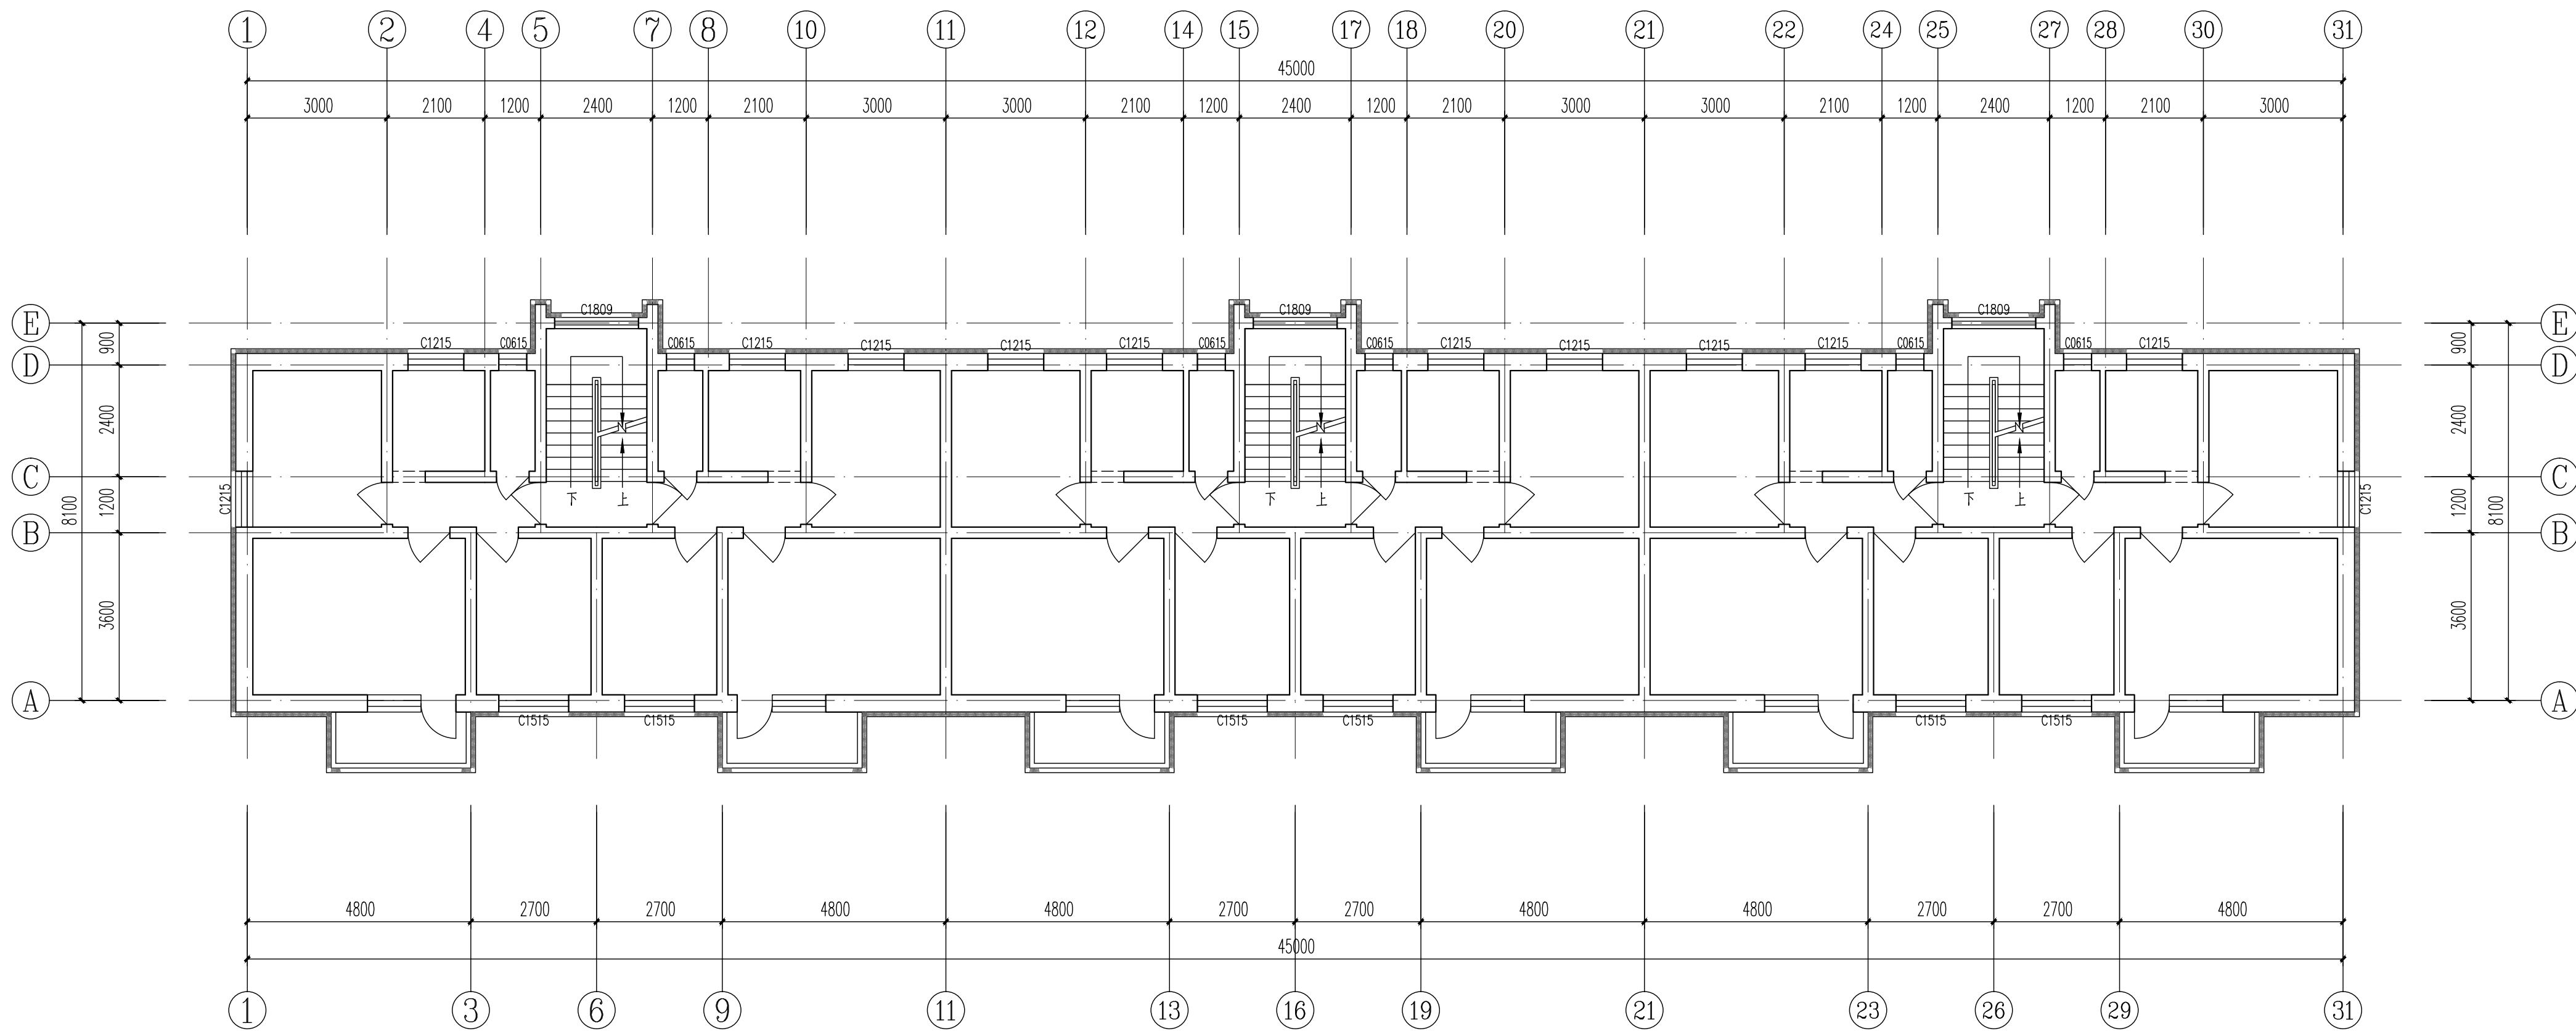 1 2 4 5 7 8 10 11 12 14 15 17 18 20 21 22 24 25 27 28 30 31
45000
3000 2100 1200 2400 1200 2100 3000 3000 2100 1200 2400 1200 2100 3000 3000 2100 1200 2400 1200 2100 3000
C1809 C1809 C1809
E E
900 900
C1215 C0615 C0615 C1215 C1215 C1215 C1215 C0615 C0615 C1215 C1215 C1215 C1215 C0615 C0615 C1215
D D
2400 2400
C C
C1215 C1215
下 上 下 上 下 上
8100 1200 1200 8100
B B
3600 3600
A A
C1515 C1515 C1515 C1515 C1515 C1515
4800 2700 2700 4800 4800 2700 2700 4800 4800 2700 2700 4800
45000
1 3 6 9 11 13 16 19 21 23 26 29 31